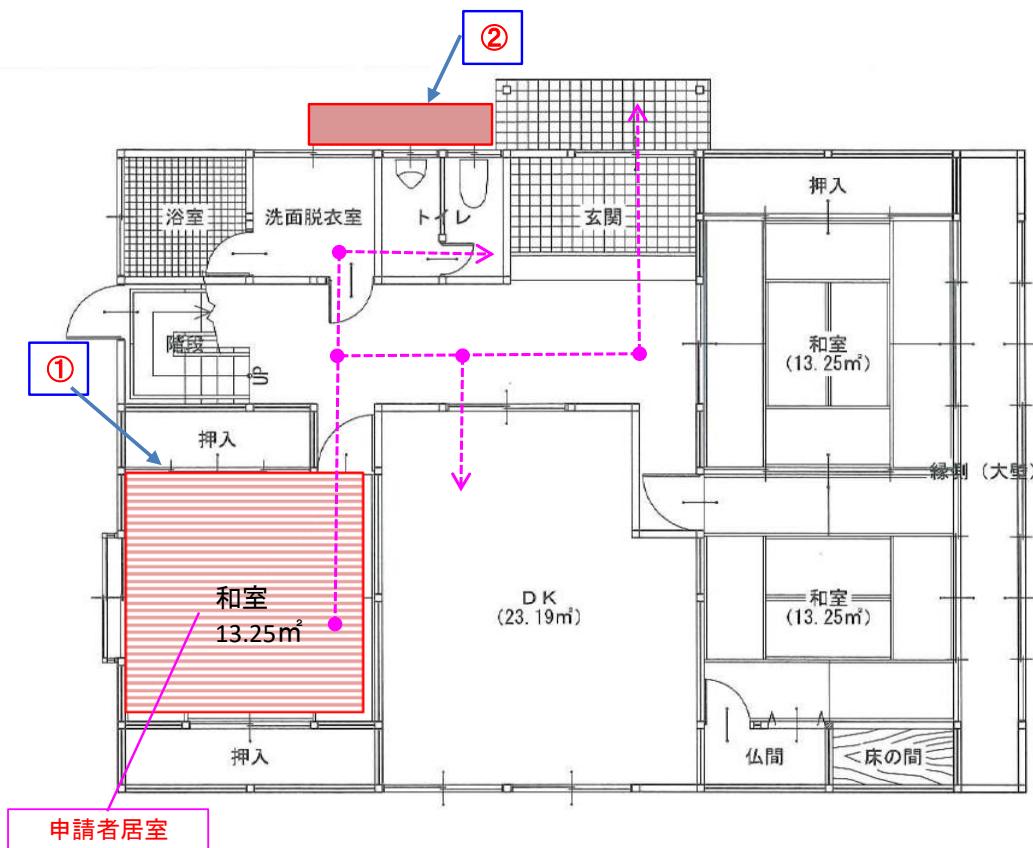 ②
押入
浴室
洗面脱衣室
トイレ
玄関
階段
UP
①
和室
(13.25㎡)
押入
縁側（大壁）
和室
13.25㎡
DK
(23.19㎡)
和室
(13.25㎡)
押入
仏間
床の間
申請者居室